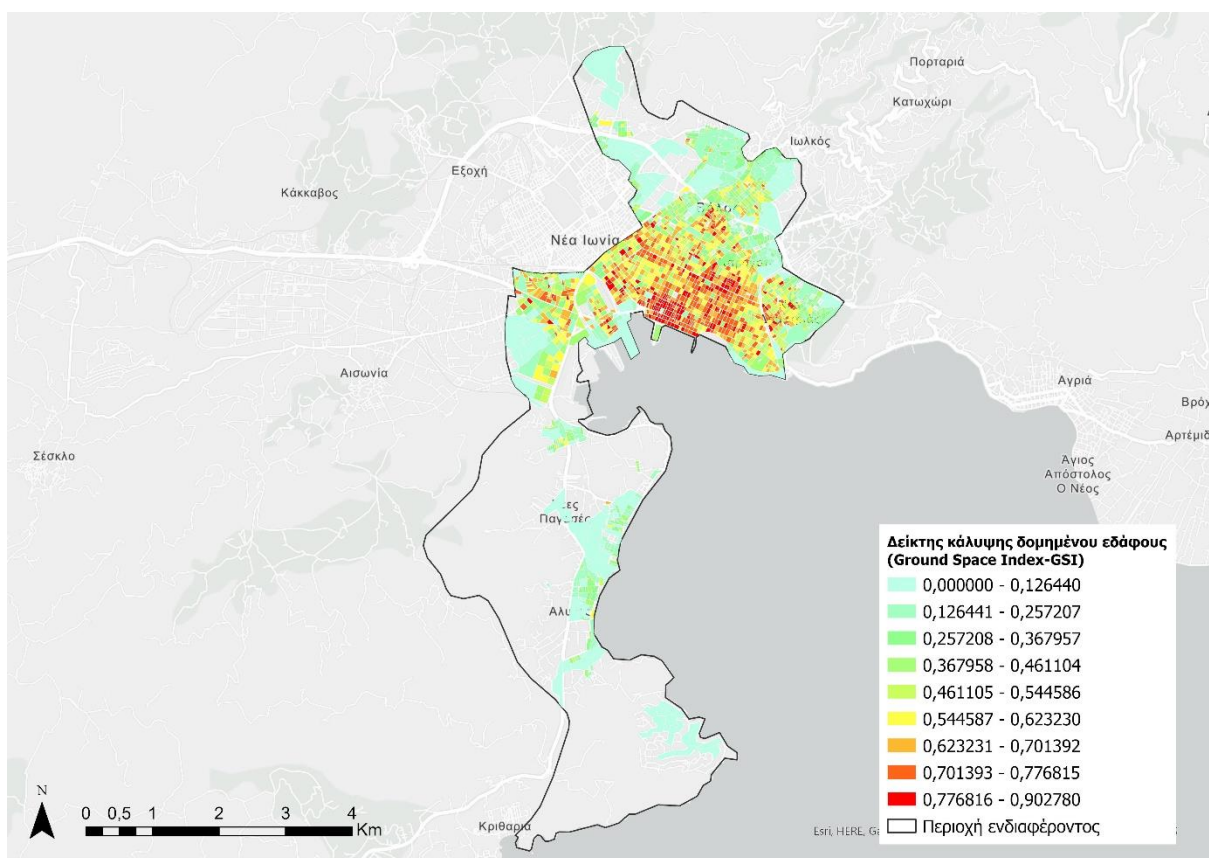 Πορταριά
Κατωχώρι
Ιωλκός
Εξοχή
Κάκκαβος
Νέα Ιωνία
Αισωνία
Αγριά
Βρόχ
Αρτέμιδ
Σέσκλο
Άγιος
Απόστολος
Ο Νέος
Παγασές
Κριθαριά
Δείκτης κάλυψης δομημένου εδάφους
(Ground Space Index-GSI)
0,000000 - 0,126440
0,126441 - 0,257207
0,257208 - 0,367957
0,367958 - 0,461104
0,461105 - 0,544586
0,544587 - 0,623230
0,623231 - 0,701392
0,701393 - 0,776815
0,776816 - 0,902780
Περιοχή ενδιαφέροντος
N
0 0,5 1 2 3 4
Km
Esri, HERE, Ga